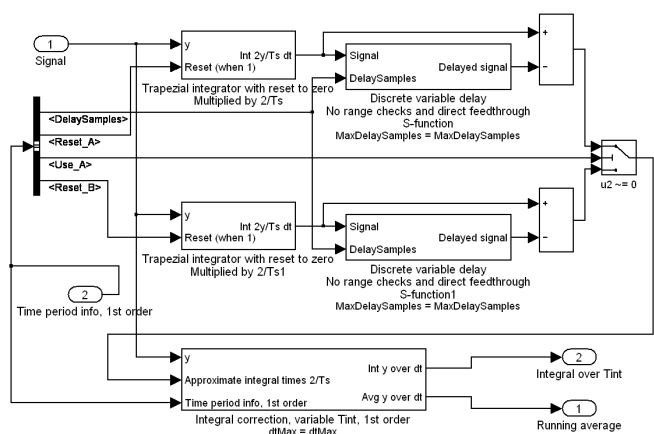 1
Signal
y
Reset (when 1)
Int 2y/Ts dt
Trapezial integrator with reset to zero
Multiplied by 2/Ts
Signal
DelaySamples
Delayed signal
Discrete variable delay
No range checks and direct feedthrough
S-function
MaxDelaySamples = MaxDelaySamples
+
−
<DelaySamples>
<Reset_A>
<Use_A>
<Reset_B>
u2 ~= 0
y
Reset (when 1)
Int 2y/Ts dt
Trapezial integrator with reset to zero
Multiplied by 2/Ts1
Signal
DelaySamples
Delayed signal
Discrete variable delay
No range checks and direct feedthrough
S-function1
MaxDelaySamples = MaxDelaySamples
+
−
2
Time period info, 1st order
y
Approximate integral times 2/Ts
Time period info, 1st order
Int y over dt
Avg y over dt
Integral correction, variable Tint, 1st order
dtMax = dtMax
2
Integral over Tint
1
Running average